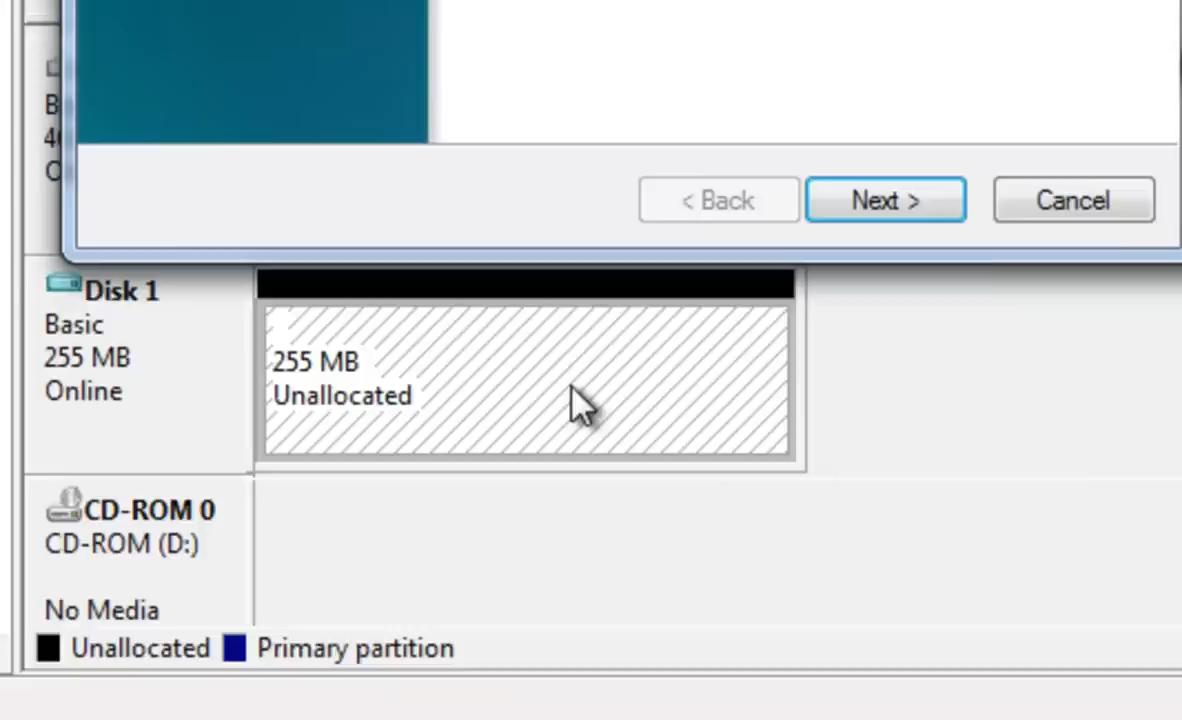 < Back Next > Cancel
Disk 1
Basic
255 MB
Online
255 MB
Unallocated
CD-ROM 0
CD-ROM (D:)
No Media
Unallocated Primary partition